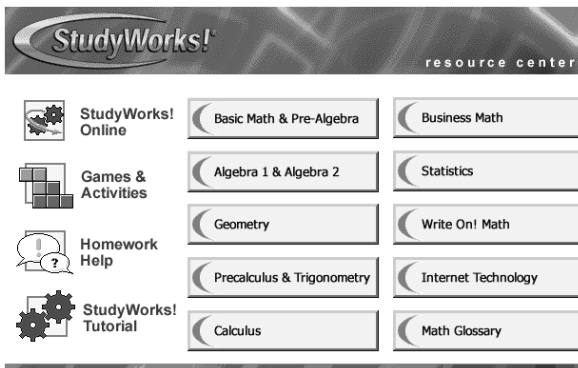 StudyWorks!
resource center
StudyWorks!
Online
Games &
Activities
Homework
Help
StudyWorks!
Tutorial
Basic Math & Pre-Algebra
Algebra 1 & Algebra 2
Geometry
Precalculus & Trigonometry
Calculus
Business Math
Statistics
Write On! Math
Internet Technology
Math Glossary